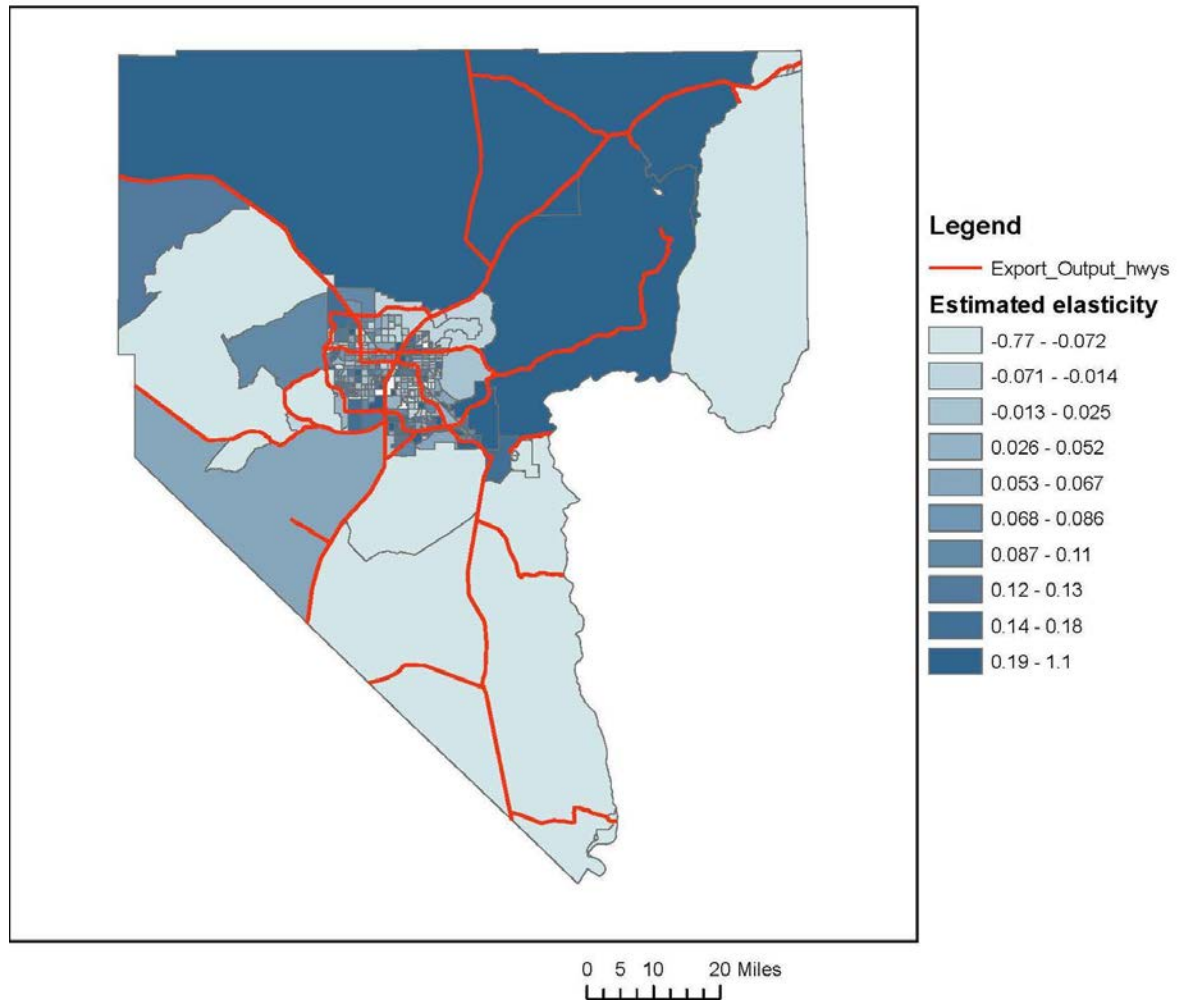 Legend
Export_Output_hwys
Estimated elasticity
-0.77 - -0.072
-0.071 - -0.014
-0.013 - 0.025
0.026 - 0.052
0.053 - 0.067
0.068 - 0.086
0.087 - 0.11
0.12 - 0.13
0.14 - 0.18
0.19 - 1.1
0 5 10 20 Miles